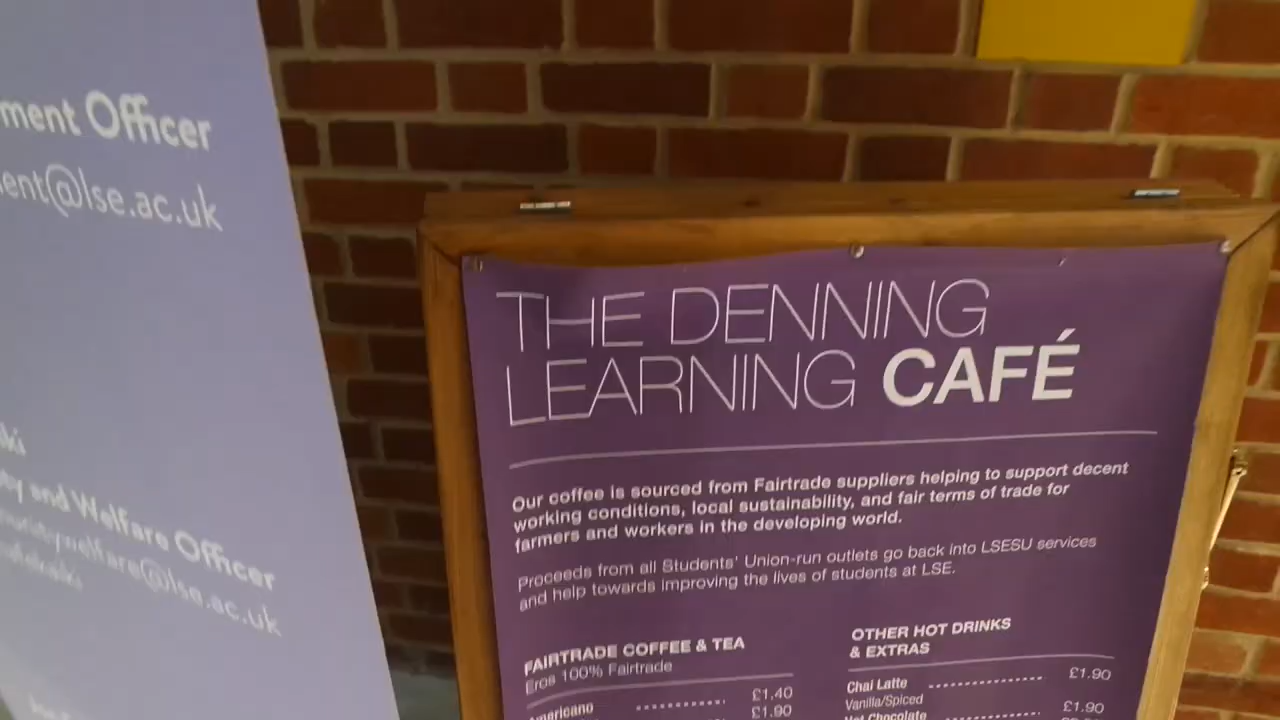 ment Officer
ent@lse.ac.uk
and Welfare Officer
welfare@lse.ac.uk
THE DENNING
LEARNING CAFÉ
Our coffee is sourced from Fairtrade suppliers helping to support decent
working conditions, local sustainability, and fair terms of trade for
farmers and workers in the developing world.
Proceeds from all Students' Union-run outlets go back into LSESU services
and help towards improving the lives of students at LSE.
FAIRTRADE COFFEE & TEA
Eros 100% Fairtrade
Americano £1.40
£1.90
OTHER HOT DRINKS
& EXTRAS
Chai Latte £1.90
Vanilla/Spiced
Hot Chocolate £1.90